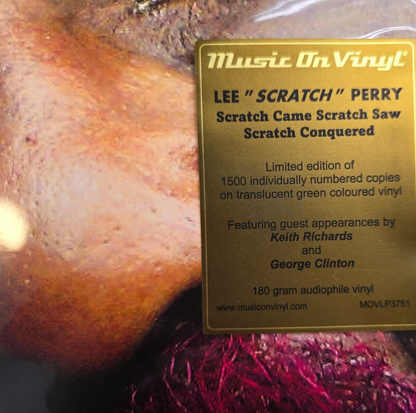 Music On Vinyl®
LEE "SCRATCH" PERRY
Scratch Came Scratch Saw
Scratch Conquered
Limited edition of
1500 individually numbered copies
on translucent green coloured vinyl
Featuring guest appearances by
Keith Richards
and
George Clinton
180 gram audiophile vinyl
www.musiconvinyl.com MOVLP3751